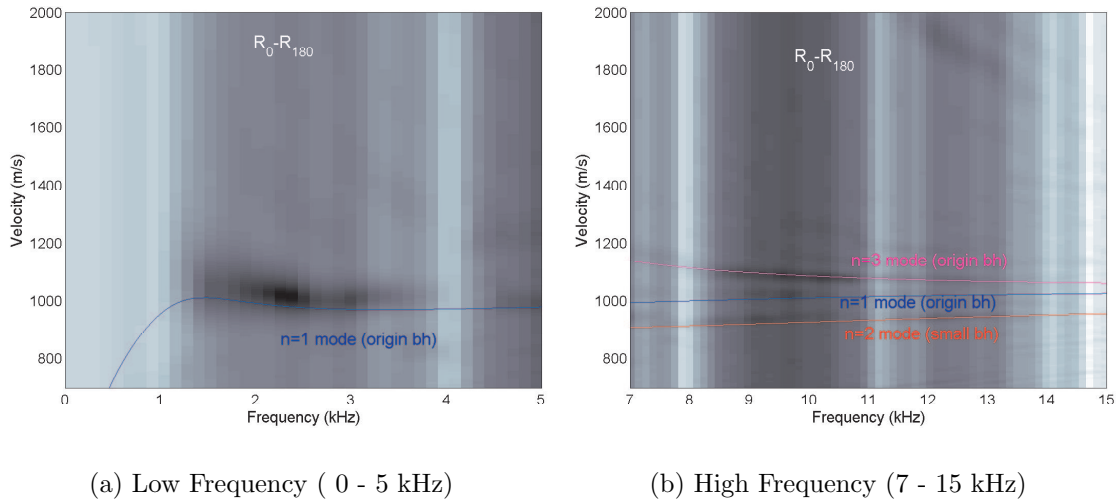 2000
1800
1600
1400
1200
1000
800
Velocity (m/s)
R0-R180
n=1 mode (origin bh)
0 1 2 3 4 5
Frequency (kHz)
(a) Low Frequency ( 0 - 5 kHz)
2000
1800
1600
1400
1200
1000
800
Velocity (m/s)
R0-R180
n=3 mode (origin bh)
n=1 mode (origin bh)
n=2 mode (small bh)
7 8 9 10 11 12 13 14 15
Frequency (kHz)
(b) High Frequency (7 - 15 kHz)